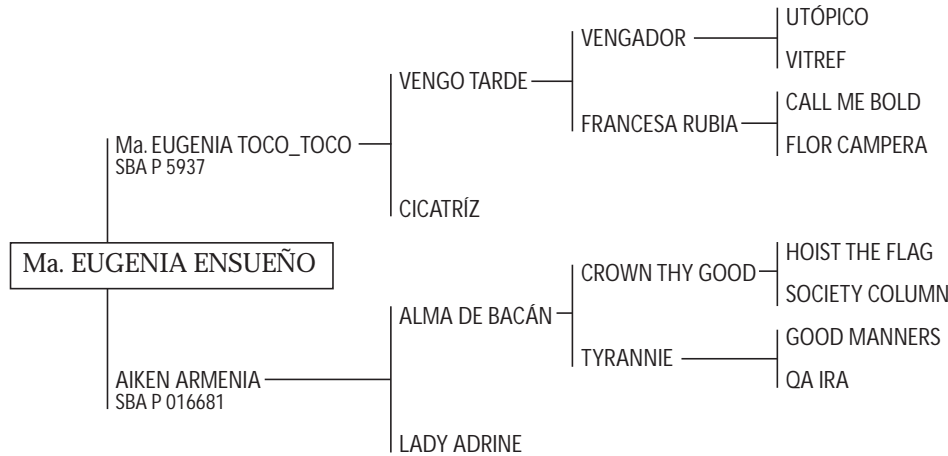 UTÓPICO
VENGADOR
VITREF
VENGO TARDE
CALL ME BOLD
FRANCESA RUBIA
FLOR CAMPERA
Ma. EUGENIA TOCO_TOCO
SBA P 5937
CICATRÍZ
Ma. EUGENIA ENSUEÑO
HOIST THE FLAG
CROWN THY GOOD
SOCIETY COLUMN
ALMA DE BACÁN
GOOD MANNERS
TYRANNIE
QA IRA
AIKEN ARMENIA
SBA P 016681
LADY ADRINE